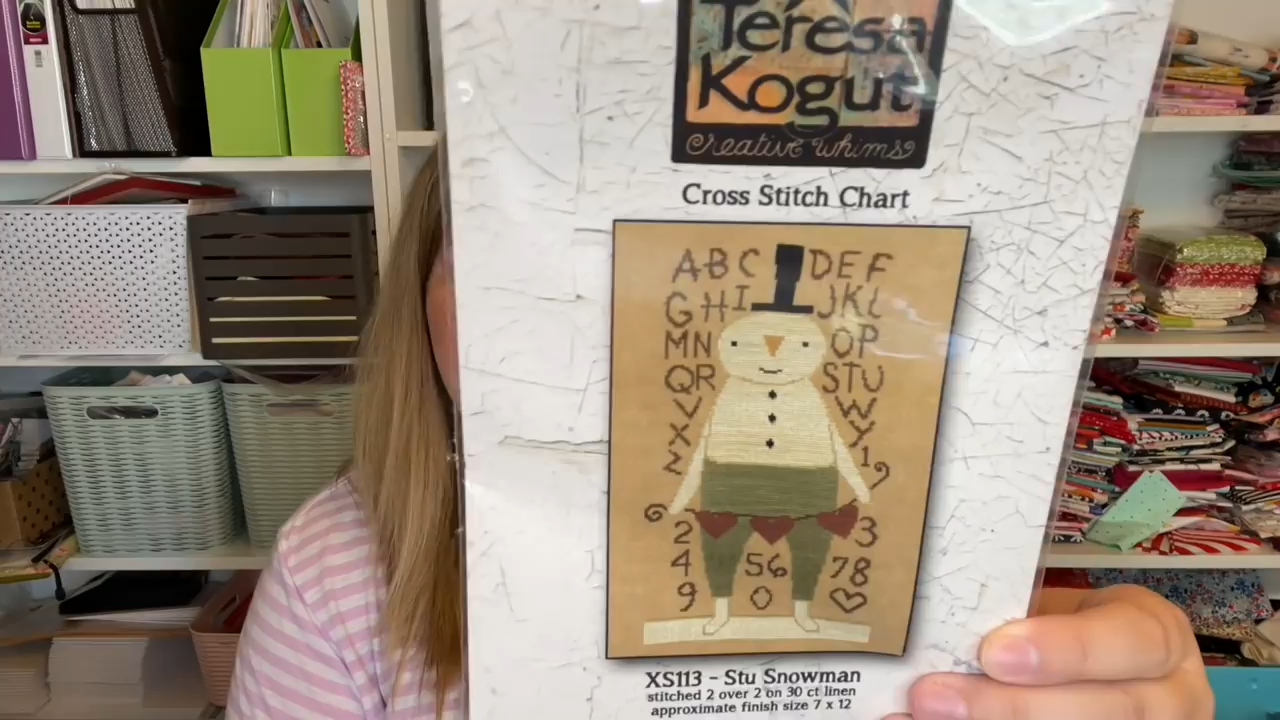 Teresa
Kogut
creative whims
Cross Stitch Chart
ABC DEF
GHI JKL
MN OP
QR STU
V W
X Y
Z 1
2 3
4 56 78
9 0
XS113 - Stu Snowman
stitched 2 over 2 on 30 ct linen
approximate finish size 7 x 12